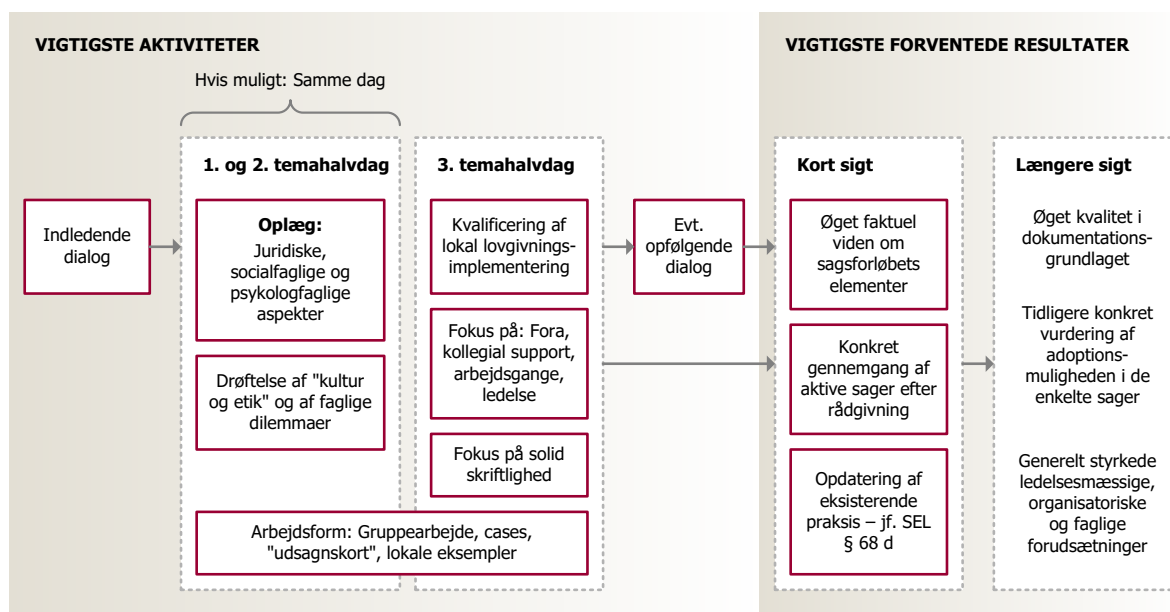 VIGTIGSTE AKTIVITETER
Hvis muligt: Samme dag
Indledende
dialog
1. og 2. temahalvdag
Oplæg:
Juridiske,
socialfaglige og
psykologfaglige
aspekter
Drøftelse af "kultur
og etik" og af faglige
dilemmaer
3. temahalvdag
Kvalificering af
lokal lovgivnings-
implementering
Fokus på: Fora,
kollegial support,
arbejdsgange,
ledelse
Fokus på solid
skriftlighed
Arbejdsform: Gruppearbejde, cases,
"udsagnskort", lokale eksempler
Evt.
opfølgende
dialog
VIGTIGSTE FORVENTEDE RESULTATER
Kort sigt
Øget faktuel
viden om
sagsforløbets
elementer
Konkret
gennemgang af
aktive sager efter
rådgivning
Opdatering af
eksisterende
praksis – jf. SEL
§ 68 d
Længere sigt
Øget kvalitet i
dokumentations-
grundlaget
Tidligere konkret
vurdering af
adoptions-
muligheden i de
enkelte sager
Generelt styrkede
ledelsesmæssige,
organisatoriske
og faglige
forudsætninger